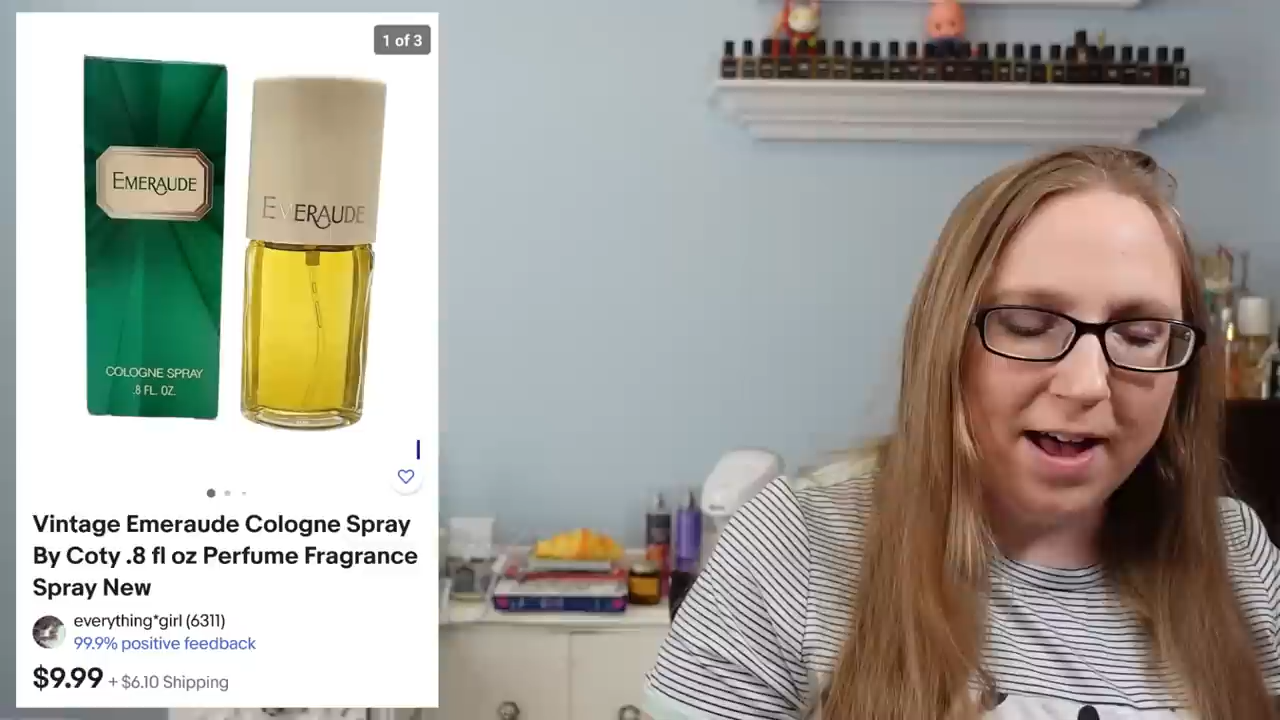 1 of 3
EMERAUDE
EMERAUDE
COLOGNE SPRAY
.8 FL. OZ.
Vintage Emeraude Cologne Spray
By Coty .8 fl oz Perfume Fragrance
Spray New
everything*girl (6311)
99.9% positive feedback
$9.99 + $6.10 Shipping